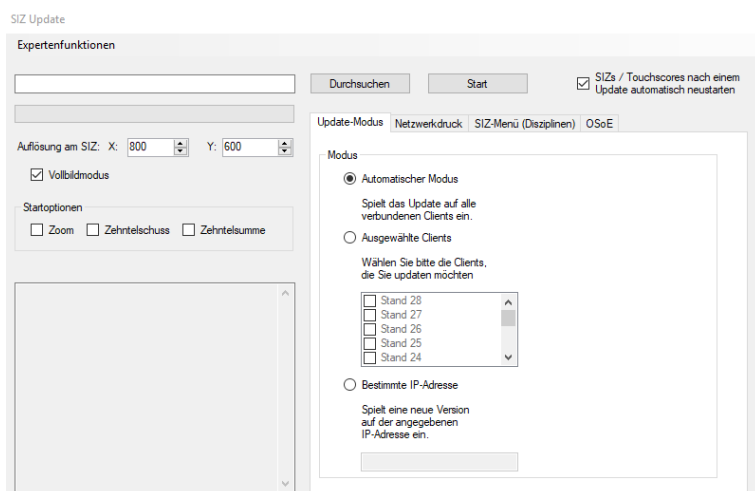 SIZ Update
Expertenfunktionen
Durchsuchen
Start
SIZs / Touchscores nach einem
Update automatisch neustarten
Auflösung am SIZ: X: 800 Y: 600
Vollbildmodus
Startoptionen
Zoom Zehntelschuss Zehntelsumme
Update-Modus Netzwerkdruck SIZ-Menü (Disziplinen) OSoE
Modus
Automatischer Modus
Spielt das Update auf alle
verbundenen Clients ein.
Ausgewählte Clients
Wählen Sie bitte die Clients,
die Sie updaten möchten
Stand 28
Stand 27
Stand 26
Stand 25
Stand 24
Bestimmte IP-Adresse
Spielt eine neue Version
auf der angegebenen
IP-Adresse ein.